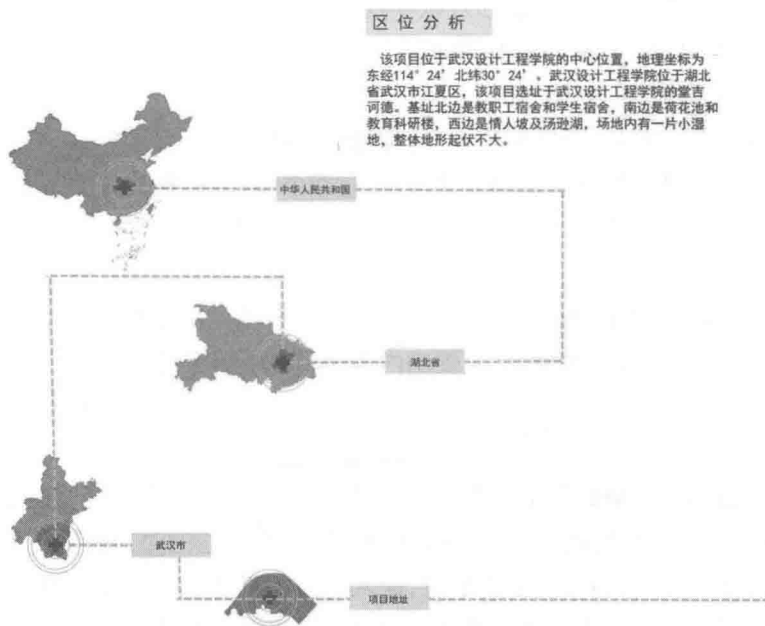 区位分析
该项目位于武汉设计工程学院的中心位置，地理坐标为
东经114° 24' 北纬30° 24' 。武汉设计工程学院位于湖北
省武汉市江夏区，该项目选址于武汉设计工程学院的堂吉
诃德。基址北边是教职工宿舍和学生宿舍，南边是荷花池和
教育科研楼，西边是情人坡及汤逊湖，场地内有一片小湿
地，整体地形起伏不大。
中华人民共和国
湖北省
武汉市
项目地址